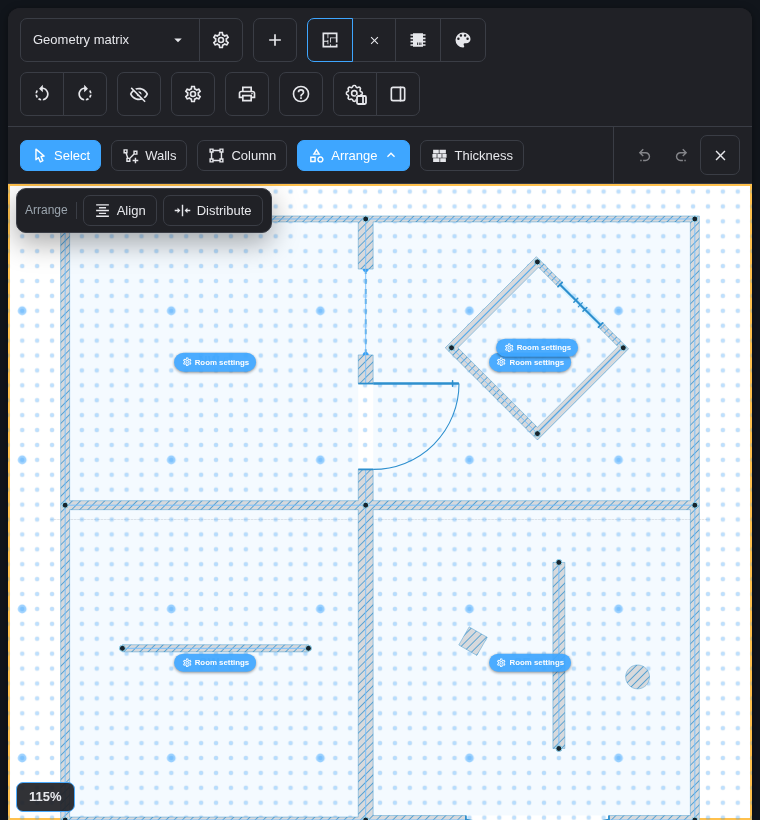 Geometry matrix
Select
Walls
Column
Arrange
Thickness
Arrange
Align
Distribute
Room settings
Room settings
Room settings
Room settings
Room settings
115%